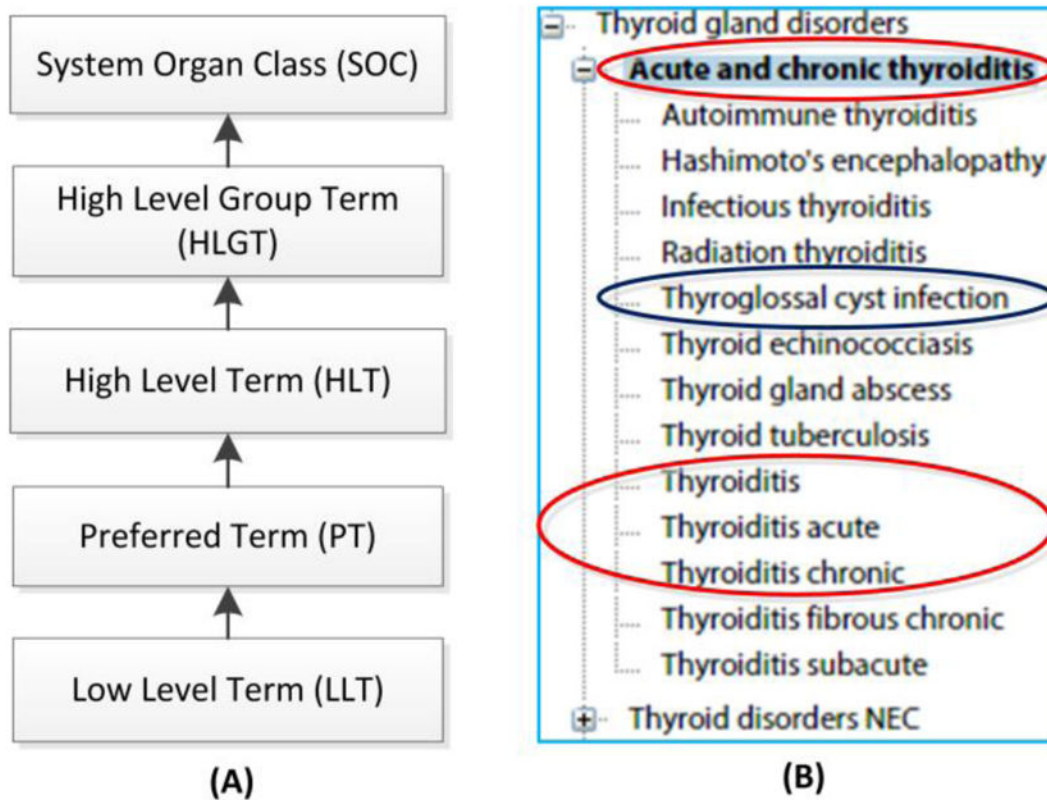 System Organ Class (SOC)
High Level Group Term
(HLGT)
High Level Term (HLT)
Preferred Term (PT)
Low Level Term (LLT)
(A)
Thyroid gland disorders
Acute and chronic thyroiditis
Autoimmune thyroiditis
Hashimoto's encephalopathy
Infectious thyroiditis
Radiation thyroiditis
Thyroglossal cyst infection
Thyroid echinococciasis
Thyroid gland abscess
Thyroid tuberculosis
Thyroiditis
Thyroiditis acute
Thyroiditis chronic
Thyroiditis fibrous chronic
Thyroiditis subacute
Thyroid disorders NEC
(B)